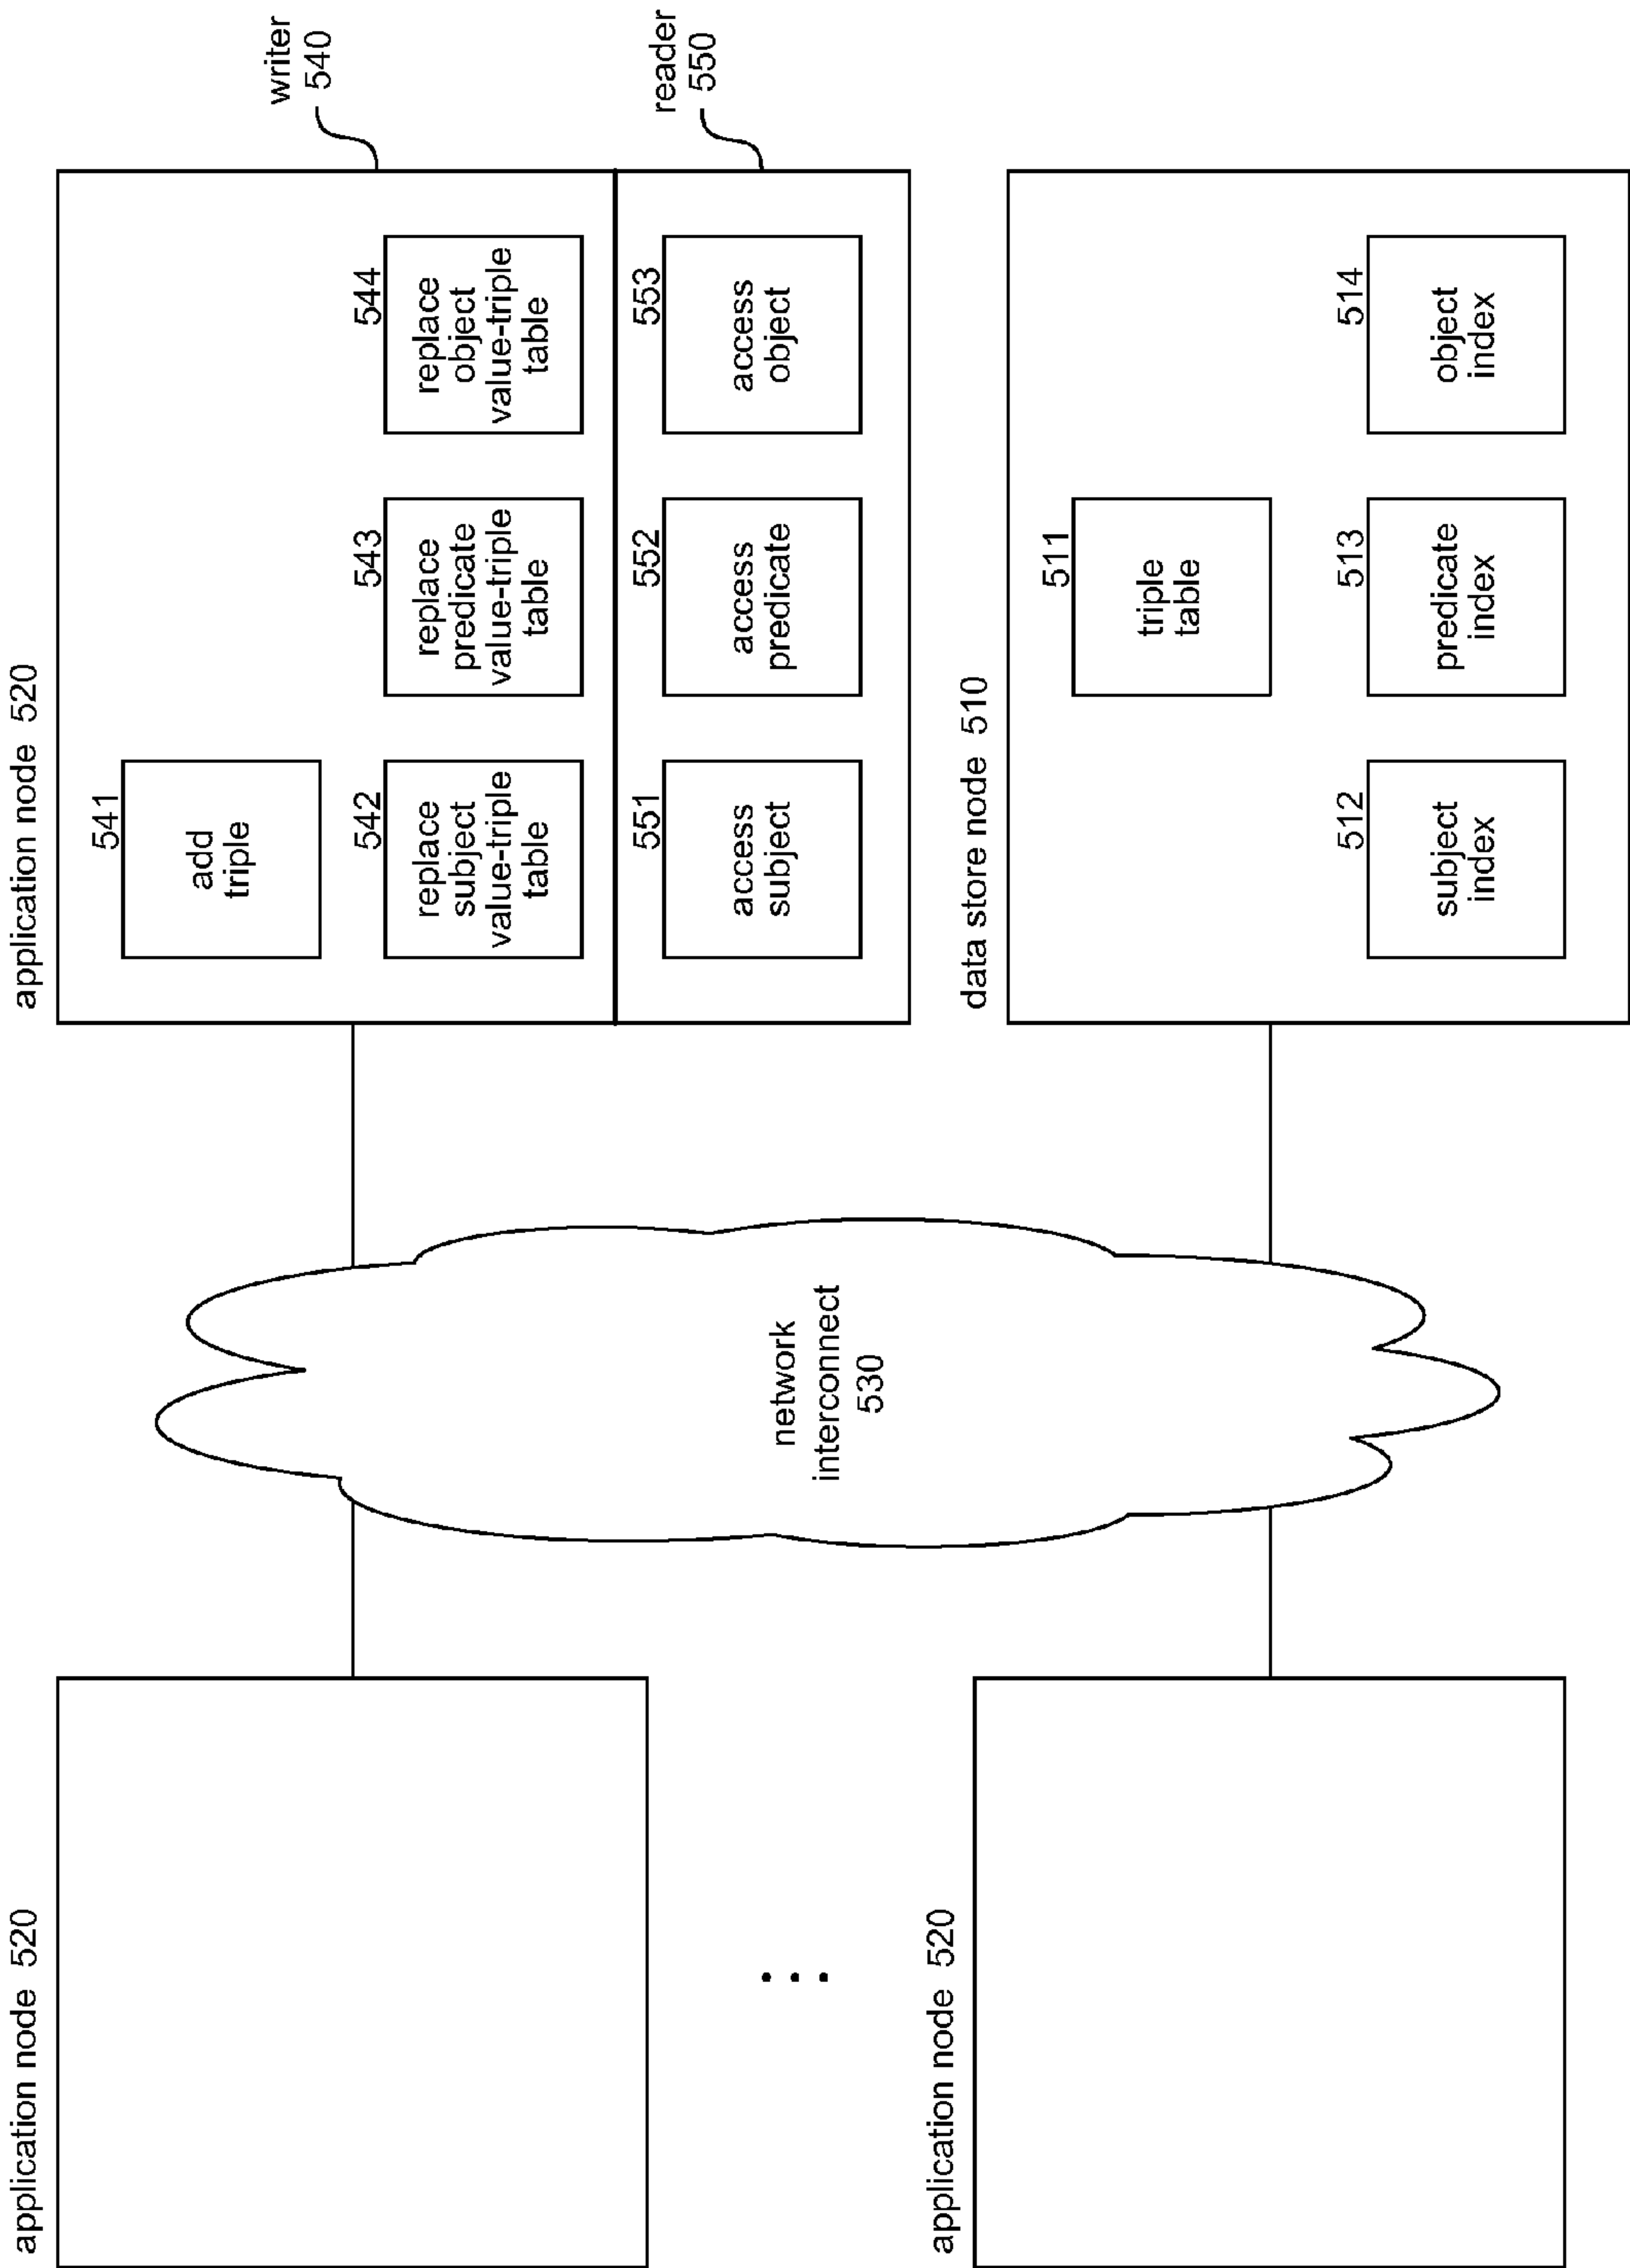 application node 520
application node 520
...
application node 520
network
interconnect
530
writer
540
reader
550
541
add
triple
542
replace
subject
value-triple
table
543
replace
predicate
value-triple
table
544
replace
object
value-triple
table
551
access
subject
552
access
predicate
553
access
object
data store node 510
511
triple
table
512
subject
index
513
predicate
index
514
object
index